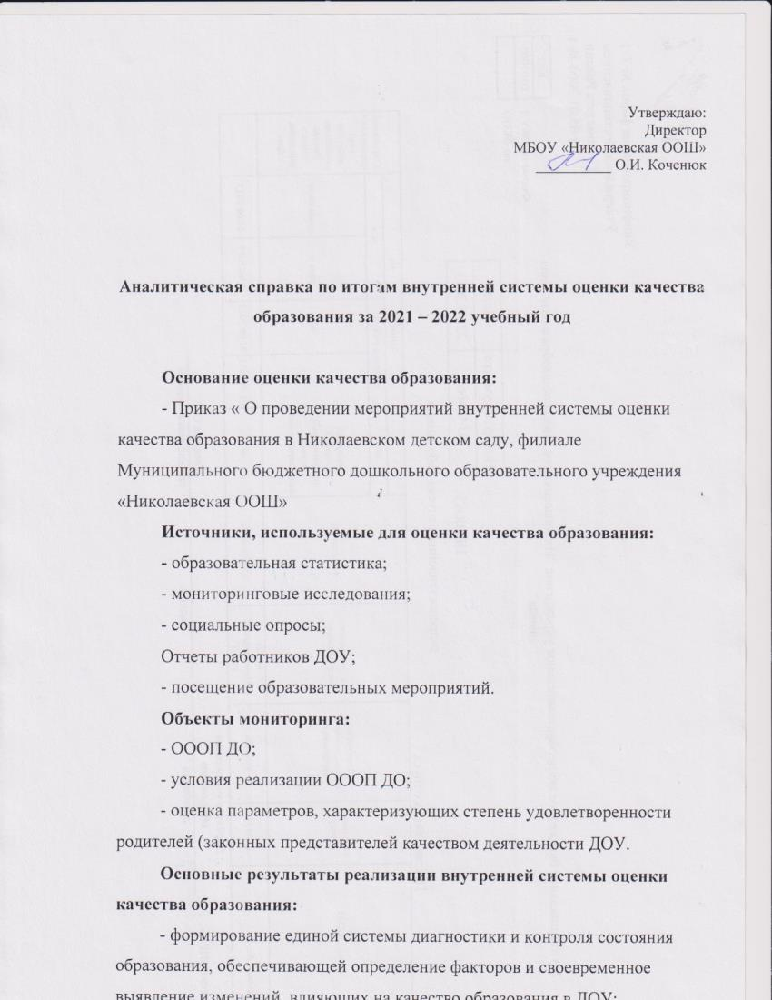 Утверждаю:
Директор
МБОУ «Николаевская ООШ»
__________ О.И. Коченюк
Аналитическая справка по итогам внутренней системы оценки качества
образования за 2021 – 2022 учебный год
Основание оценки качества образования:
- Приказ « О проведении мероприятий внутренней системы оценки
качества образования в Николаевском детском саду, филиале
Муниципального бюджетного дошкольного образовательного учреждения
«Николаевская ООШ»
Источники, используемые для оценки качества образования:
- образовательная статистика;
- мониторинговые исследования;
- социальные опросы;
Отчеты работников ДОУ;
- посещение образовательных мероприятий.
Объекты мониторинга:
- ОООП ДО;
- условия реализации ОООП ДО;
- оценка параметров, характеризующих степень удовлетворенности
родителей (законных представителей качеством деятельности ДОУ.
Основные результаты реализации внутренней системы оценки
качества образования:
- формирование единой системы диагностики и контроля состояния
образования, обеспечивающей определение факторов и своевременное
выявление изменений, влияющих на качество образования в ДОУ;